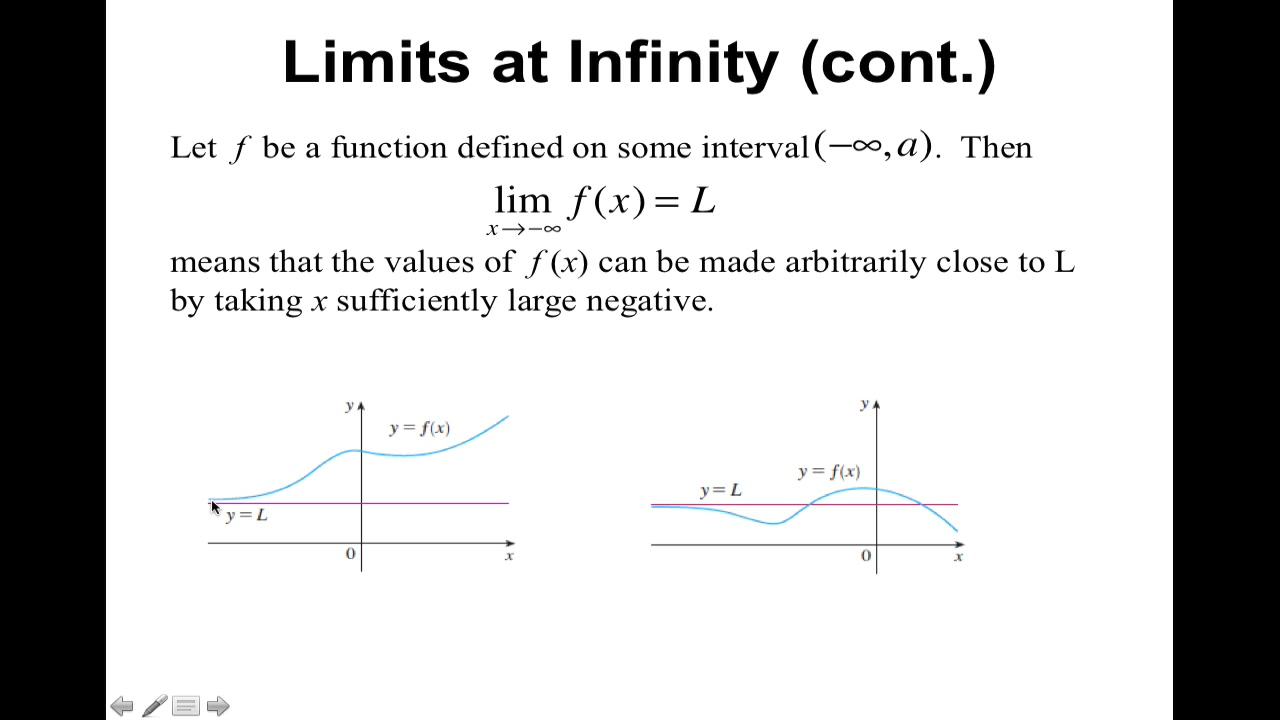 Limits at Infinity (cont.)
Let f be a function defined on some interval (−∞, a). Then
lim f(x) = L
x→−∞
means that the values of f(x) can be made arbitrarily close to L
by taking x sufficiently large negative.
y
y = f(x)
y = L
0
x
y
y = f(x)
y = L
0
x